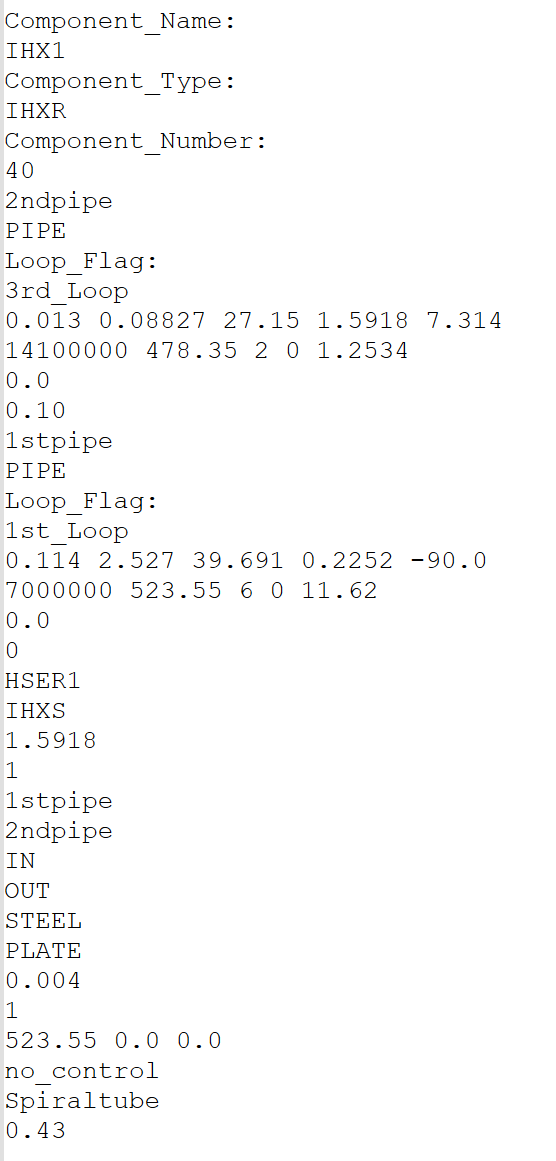 Component_Name:
IHX1
Component_Type:
IHXR
Component_Number:
40
2ndpipe
PIPE
Loop_Flag:
3rd_Loop
0.013 0.08827 27.15 1.5918 7.314
14100000 478.35 2 0 1.2534
0.0
0.10
1stpipe
PIPE
Loop_Flag:
1st_Loop
0.114 2.527 39.691 0.2252 -90.0
7000000 523.55 6 0 11.62
0.0
0
HSER1
IHXS
1.5918
1
1stpipe
2ndpipe
IN
OUT
STEEL
PLATE
0.004
1
523.55 0.0 0.0
no_control
Spiraltube
0.43